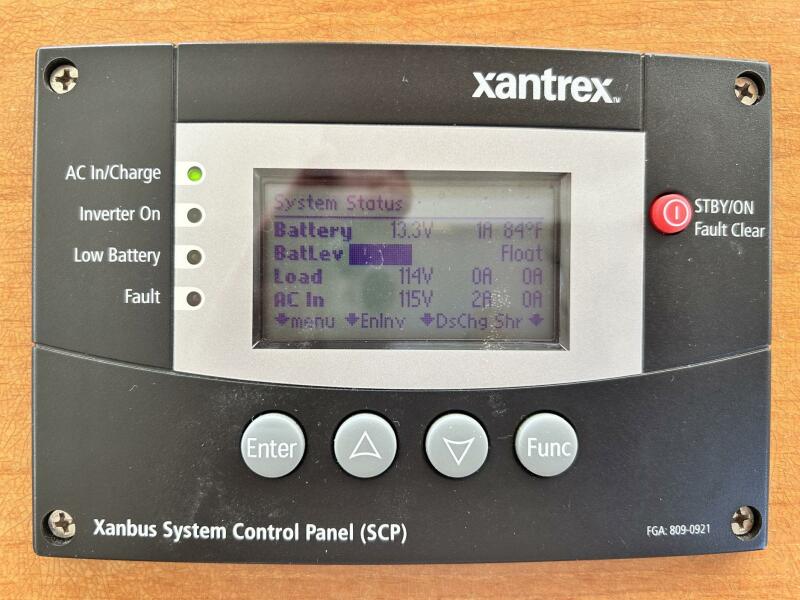 xantrex™
AC In/Charge
Inverter On
Low Battery
Fault
System Status
Battery 13.3V 1A 84°F
BatLev Float
Load 114V 0A 0A
AC In 115V 2A 0A
menu EnInv DsChg Shr
STBY/ON
Fault Clear
Enter Func
Xanbus System Control Panel (SCP)
FGA: 809-0921